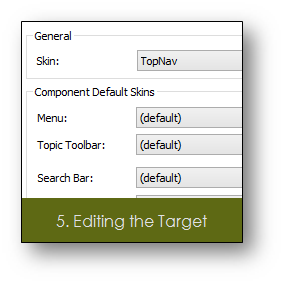 General
Skin: TopNav
Component Default Skins
Menu: (default)
Topic Toolbar: (default)
Search Bar: (default)
5. Editing the Target